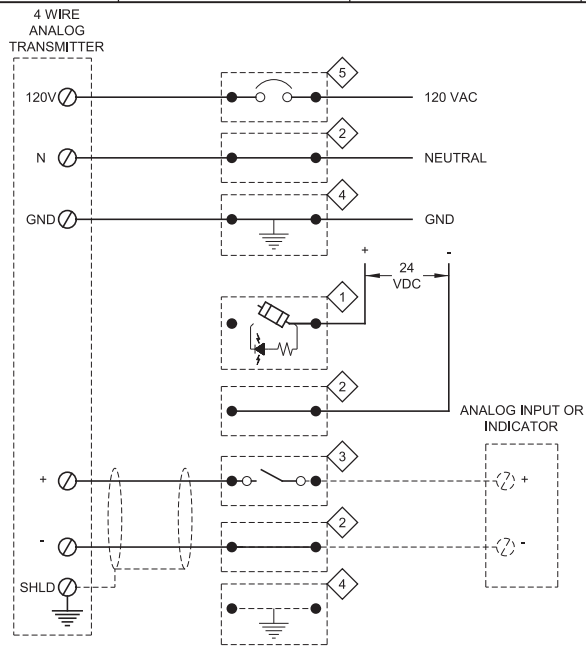 4 WIRE
ANALOG
TRANSMITTER
5
120V
120 VAC
2
N
NEUTRAL
4
GND
GND
+ -
24
VDC
1
2
ANALOG INPUT OR
INDICATOR
3
+
+
2
-
-
4
SHLD